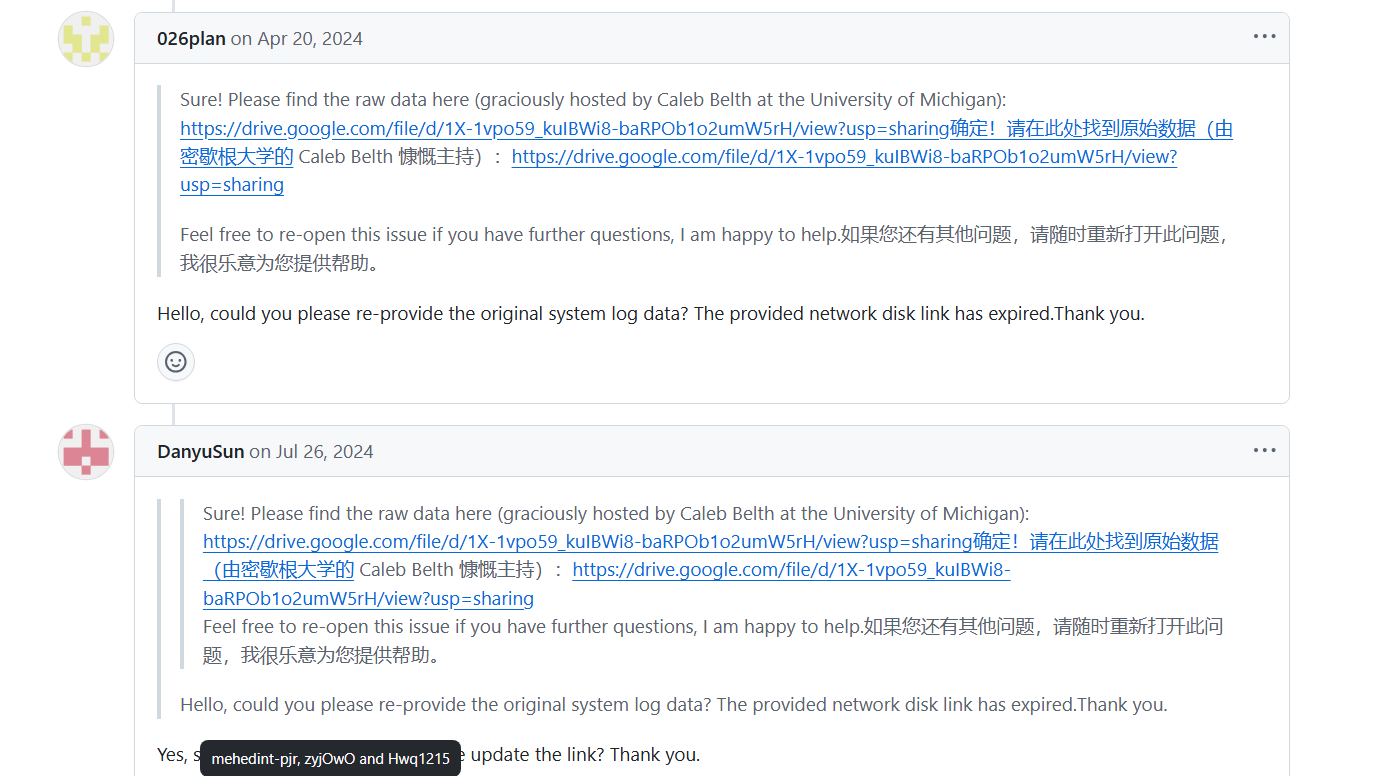 026plan on Apr 20, 2024
Sure! Please find the raw data here (graciously hosted by Caleb Belth at the University of Michigan):
https://drive.google.com/file/d/1X-1vpo59_kuIBWi8-baRPOb1o2umW5rH/view?usp=sharing确定！请在此处找到原始数据（由
密歇根大学的 Caleb Belth 慷慨主持）：https://drive.google.com/file/d/1X-1vpo59_kuIBWi8-baRPOb1o2umW5rH/view?
usp=sharing
Feel free to re-open this issue if you have further questions, I am happy to help.如果您还有其他问题，请随时重新打开此问题，
我很乐意为您提供帮助。
Hello, could you please re-provide the original system log data? The provided network disk link has expired.Thank you.
DanyuSun on Jul 26, 2024
Sure! Please find the raw data here (graciously hosted by Caleb Belth at the University of Michigan):
https://drive.google.com/file/d/1X-1vpo59_kuIBWi8-baRPOb1o2umW5rH/view?usp=sharing确定！请在此处找到原始数据
（由密歇根大学的 Caleb Belth 慷慨主持）：https://drive.google.com/file/d/1X-1vpo59_kuIBWi8-
baRPOb1o2umW5rH/view?usp=sharing
Feel free to re-open this issue if you have further questions, I am happy to help.如果您还有其他问题，请随时重新打开此问
题，我很乐意为您提供帮助。
Hello, could you please re-provide the original system log data? The provided network disk link has expired.Thank you.
Yes, update the link? Thank you.
mehedint-pjr, zyjOwO and Hwq1215